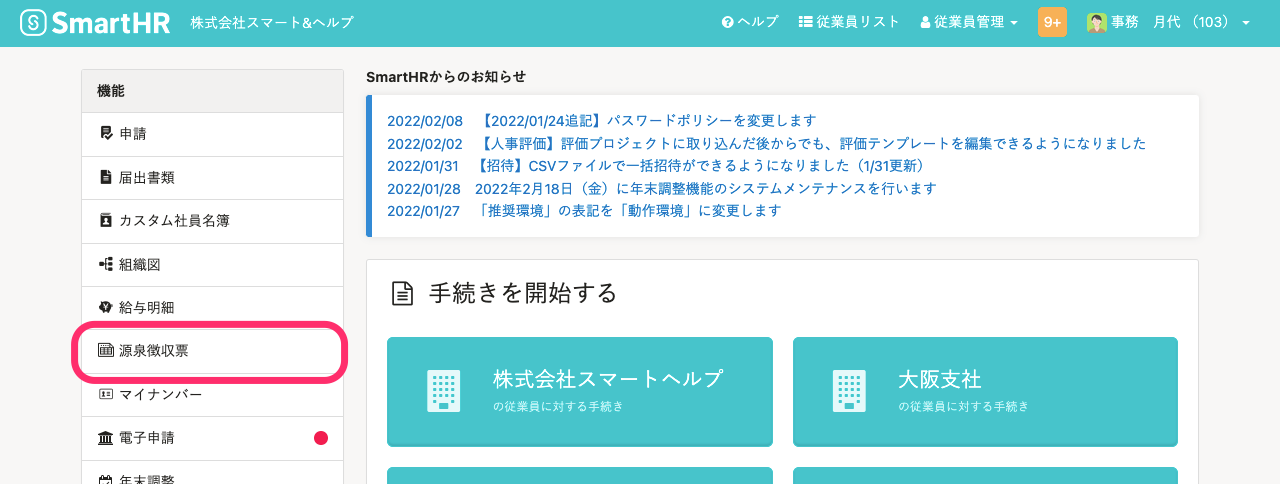 SmartHR 株式会社スマート&ヘルプ ヘルプ 従業員リスト 従業員管理 9+ 事務 月代 (103)
機能
申請
届出書類
カスタム社員名簿
組織図
給与明細
源泉徴収票
マイナンバー
電子申請
年末調整
SmartHRからのお知らせ
2022/02/08 【2022/01/24追記】パスワードポリシーを変更します
2022/02/02 【人事評価】評価プロジェクトに取り込んだ後からでも、評価テンプレートを編集できるようになりました
2022/01/31 【招待】CSVファイルで一括招待ができるようになりました（1/31更新）
2022/01/28 2022年2月18日（金）に年末調整機能のシステムメンテナンスを行います
2022/01/27 「推奨環境」の表記を「動作環境」に変更します
手続きを開始する
株式会社スマートヘルプ
の従業員に対する手続き
大阪支社
の従業員に対する手続き